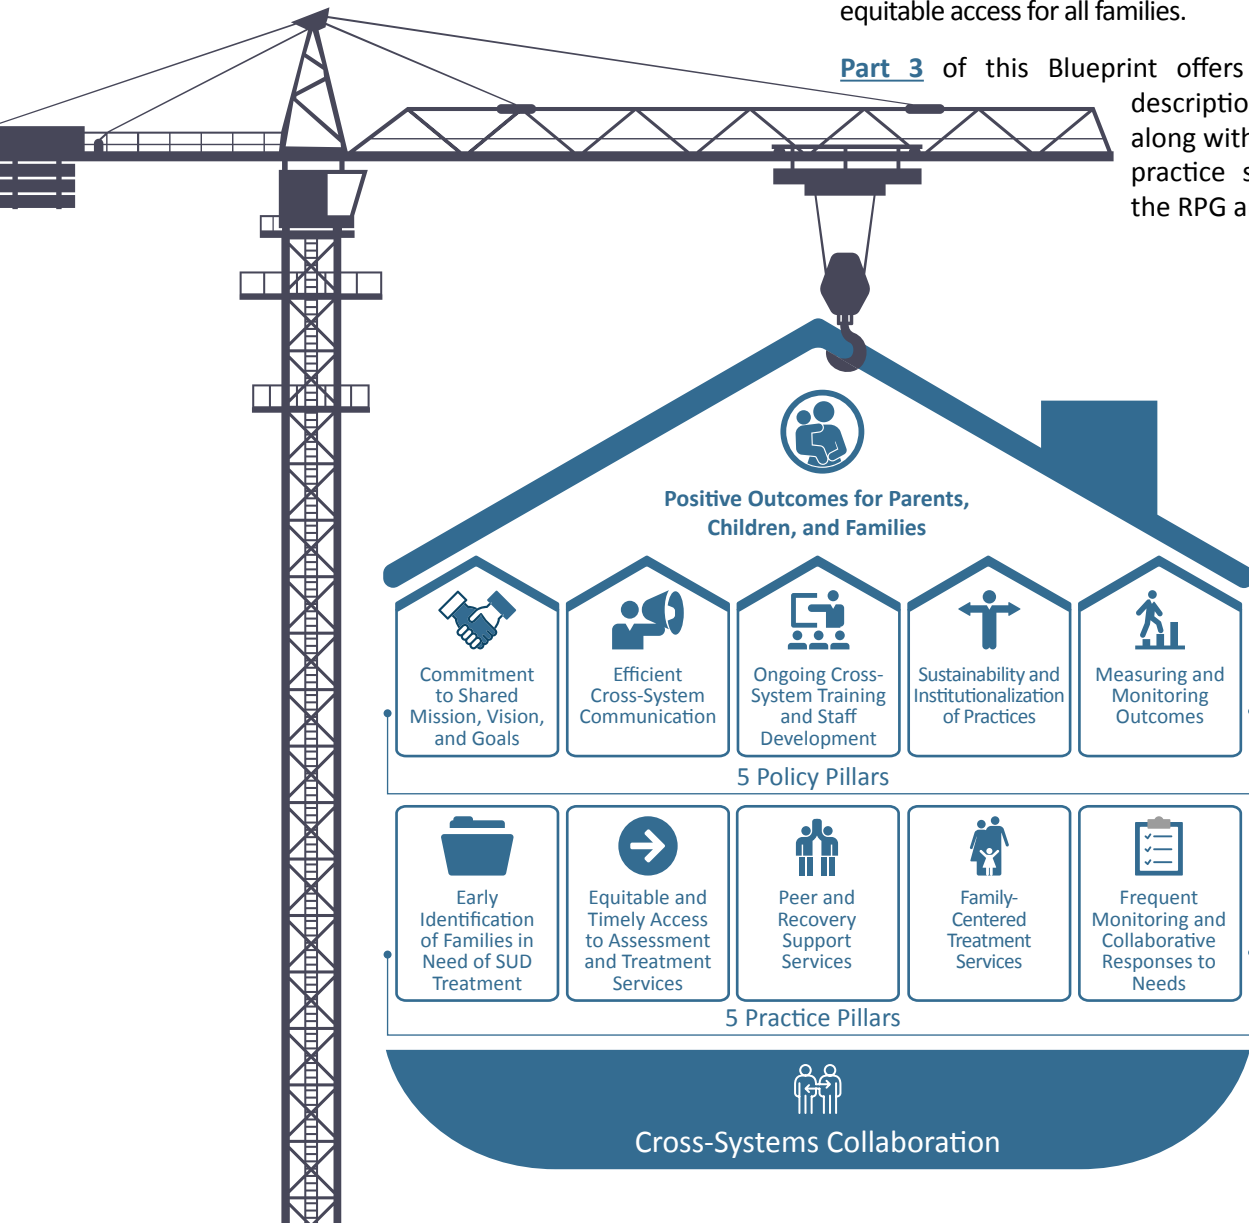 equitable access for all families.
Part 3 of this Blueprint offers
descriptio
along with
practice s
the RPG a
Positive Outcomes for Parents,
Children, and Families
Commitment
to Shared
Mission, Vision,
and Goals
Efficient
Cross-System
Communication
Ongoing Cross-
System Training
and Staff
Development
Sustainability and
Institutionalization
of Practices
Measuring and
Monitoring
Outcomes
5 Policy Pillars
Early
Identification
of Families in
Need of SUD
Treatment
Equitable and
Timely Access
to Assessment
and Treatment
Services
Peer and
Recovery
Support
Services
Family-
Centered
Treatment
Services
Frequent
Monitoring and
Collaborative
Responses to
Needs
5 Practice Pillars
Cross-Systems Collaboration